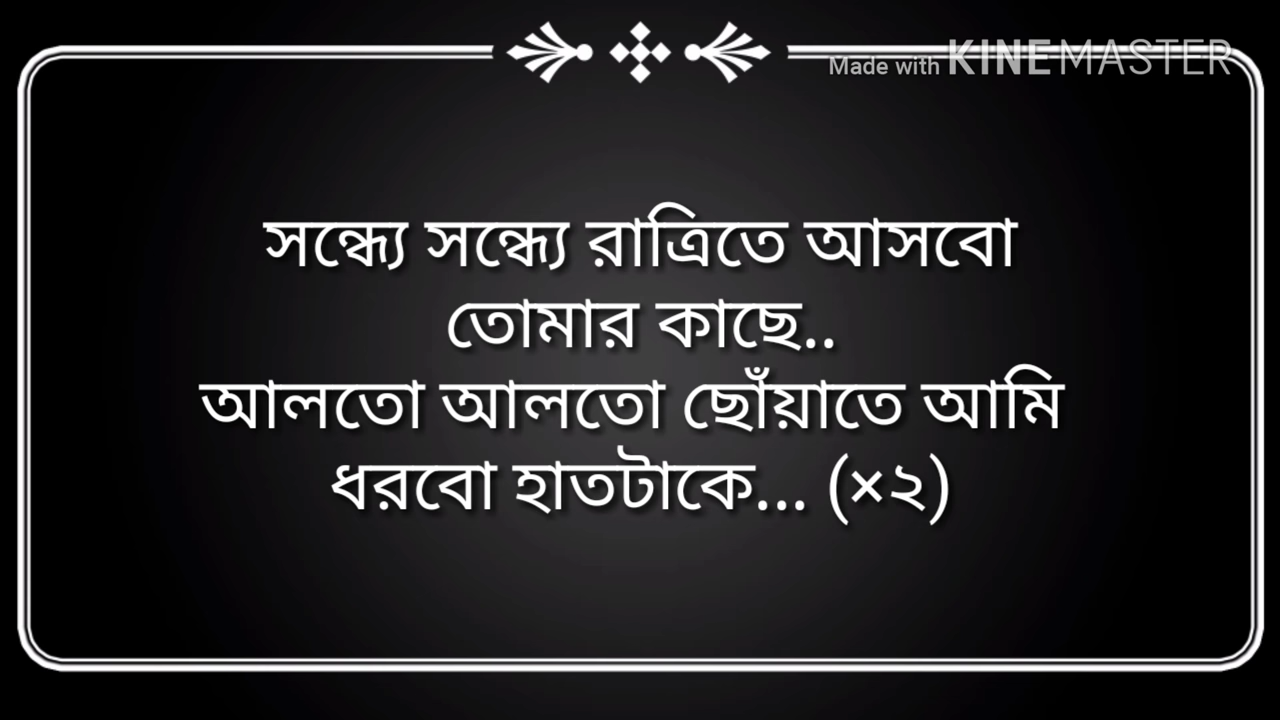 Made with KINEMASTER
সন্ধ্যে সন্ধ্যে রাত্রিতে আসবো
তোমার কাছে..
আলতো আলতো ছোঁয়াতে আমি
ধরবো হাতটাকে... (×২)